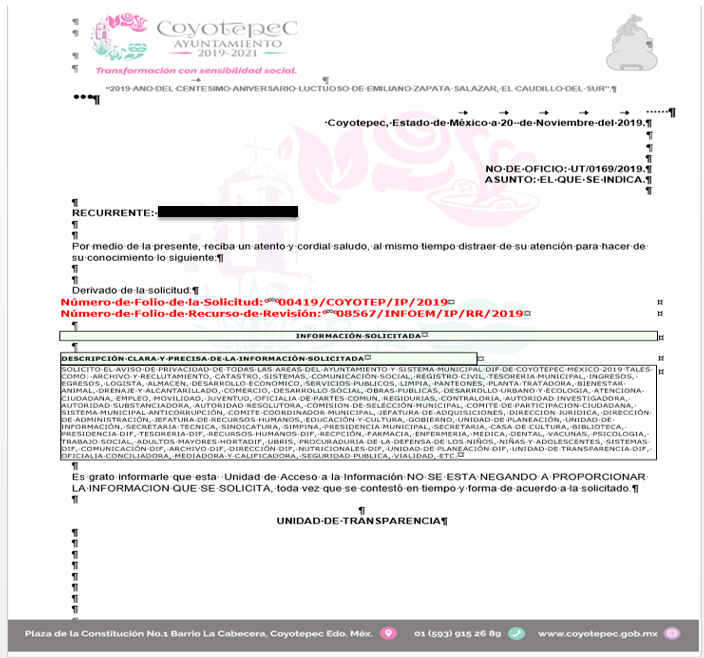 Coyotepec
AYUNTAMIENTO
2019-2021
Transformación con sensibilidad social.
"2019 ANO DEL CENTESIMO ANIVERSARIO LUCTUOSO DE EMILIANO ZAPATA SALAZAR, EL CAUDILLO DEL SUR".
Coyotepec, Estado de México a 20 de Noviembre del 2019.
NO DE OFICIO: UT/0169/2019.
ASUNTO: EL QUE SE INDICA.
RECURRENTE:
Por medio de la presente, reciba un atento y cordial saludo, al mismo tiempo distraer de su atención para hacer de
su conocimiento lo siguiente:
Derivado de la solicitud:
Número de Folio de la Solicitud: 00419/COYOTEP/IP/2019
Número de Folio de Recurso de Revisión: 08567/INFOEM/IP/RR/2019
INFORMACIÓN SOLICITADA
DESCRIPCIÓN CLARA Y PRECISA DE LA INFORMACIÓN SOLICITADA
SOLICITO EL AVISO DE PRIVACIDAD DE TODAS LAS AREAS DEL AYUNTAMIENTO Y SISTEMA MUNICIPAL DIF DE COYOTEPEC MEXICO 2019 TALES
COMO: ARCHIVO Y RECLUTAMIENTO, CATASTRO, SISTEMAS, COMUNICACIÓN SOCIAL, REGISTRO CIVIL, TESORERIA MUNICIPAL, INGRESOS,
EGRESOS, LOGISTA, ALMACEN, DESARROLLO ECONOMICO, SERVICIOS PUBLICOS, LIMPIA, PANTEONES, PLANTA TRATADORA, BIENESTAR
ANIMAL, DRENAJE Y ALCANTARILLADO, COMERCIO, DESARROLLO SOCIAL, OBRAS PUBLICAS, DESARROLLO URBANO Y ECOLOGIA, ATENCIONA
CIUDADANA, EMPLEO, MOVILIDAD, JUVENTUD, OFICIALIA DE PARTES COMUN, REGIDURIAS, CONTRALORIA, AUTORIDAD INVESTIGADORA,
AUTORIDAD SUBSTANCIADORA, AUTORIDAD RESOLUTORA, COMISION DE SELECCIÓN MUNICIPAL, COMITE DE PARTICIPACION CIUDADANA,
SISTEMA MUNICIPAL ANTICORRUPCIÓN, COMITE COORDINADOR MUNICIPAL, JEFATURA DE ADQUISICIONES, DIRECCION JURIDICA, DIRECCIÓN
DE ADMINISTRACIÓN, JEFATURA DE RECURSOS HUMANOS, EDUCACIÓN Y CULTURA, GOBIERNO, UNIDAD DE PLANEACIÓN, UNIDAD DE
INFORMACIÓN, SECRETARIA TECNICA, SINDICATURA, SIMPINA, PRESIDENCIA MUNICIPAL, SECRETARIA, CASA DE CULTURA, BIBLIOTECA,
PRESIDENCIA DIF, TESORERIA DIF, RECURSOS HUMANOS DIF, RECPCIÓN, FARMACIA, ENFERMERIA, MEDICA, DENTAL, VACUNAS, PSICOLOGIA,
TRABAJO SOCIAL, ADULTOS MAYORES HORTADIF, UBRIS, PROCURADURIA DE LA DEFENSA DE LOS NIÑOS, NIÑAS Y ADOLESCENTES, SISTEMAS
DIF, COMUNICACIÓN DIF, ARCHIVO DIF, DIRECCIÓN DIF, NUTRICIONALES DIF, UNIDAD DE PLANEACIÓN DIF, UNIDAD DE TRANSPARENCIA DIF,
OFICIALIA CONCILIADORA, MEDIADORA Y CALIFICADORA, SEGURIDAD PUBLICA, VIALIDAD, ETC.
Es grato informarle que esta Unidad de Acceso a la Información NO SE ESTA NEGANDO A PROPORCIONAR
LA INFORMACION QUE SE SOLICITA, toda vez que se contestó en tiempo y forma de acuerdo a la solicitado.
UNIDAD DE TRANSPARENCIA
Plaza de la Constitución No.1 Barrio La Cabecera, Coyotepec Edo. Méx. 01 (593) 915 26 89 www.coyotepec.gob.mx